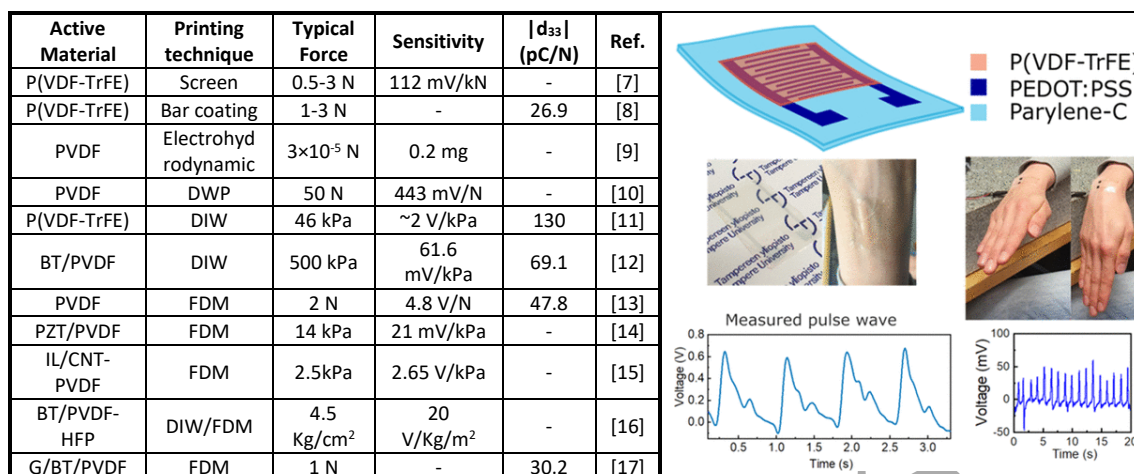 Active Material Printing technique Typical Force Sensitivity |d₃₃| (pC/N) Ref.
P(VDF-TrFE) Screen 0.5-3 N 112 mV/kN - [7]
P(VDF-TrFE) Bar coating 1-3 N - 26.9 [8]
PVDF Electrohyd rodynamic 3×10⁻⁵ N 0.2 mg - [9]
PVDF DWP 50 N 443 mV/N - [10]
P(VDF-TrFE) DIW 46 kPa ~2 V/kPa 130 [11]
BT/PVDF DIW 500 kPa 61.6 mV/kPa 69.1 [12]
PVDF FDM 2 N 4.8 V/N 47.8 [13]
PZT/PVDF FDM 14 kPa 21 mV/kPa - [14]
IL/CNT-PVDF FDM 2.5kPa 2.65 V/kPa - [15]
BT/PVDF-HFP DIW/FDM 4.5 Kg/cm² 20 V/Kg/m² - [16]
G/BT/PVDF FDM 1 N - 30.2 [17]
P(VDF-TrFE)
PEDOT:PSS
Parylene-C
Tampereen yliopisto
Tampere University
Measured pulse wave
Voltage (V)
0.8
0.6
0.4
0.2
0.0
0.5 1.0 1.5 2.0 2.5 3.0
Time (s)
Voltage (mV)
100
50
0
-50
0 5 10 15 20
Time (s)